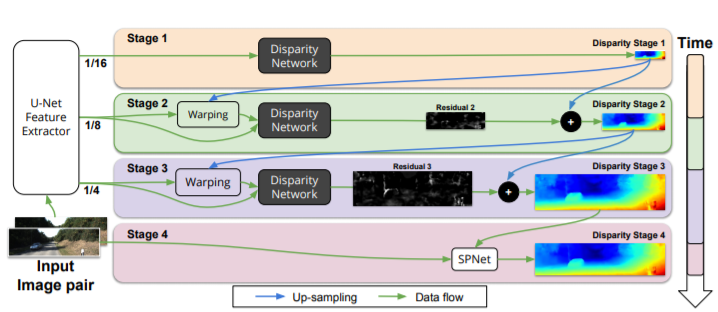 Stage 1
Disparity Stage 1
Time
U-Net
Feature
Extractor
1/16
Disparity
Network
Stage 2
Disparity Stage 2
1/8
Warping
Disparity
Network
Residual 2
+
Stage 3
Disparity Stage 3
1/4
Warping
Disparity
Network
Residual 3
+
Stage 4
Disparity Stage 4
SPNet
Input
Image pair
Up-sampling
Data flow